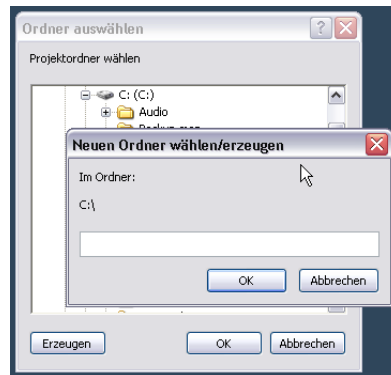 Ordner auswählen
Projektordner wählen
C: (C:)
Audio
Neuen Ordner wählen/erzeugen
Im Ordner:
C:\
OK
Abbrechen
Erzeugen
OK
Abbrechen